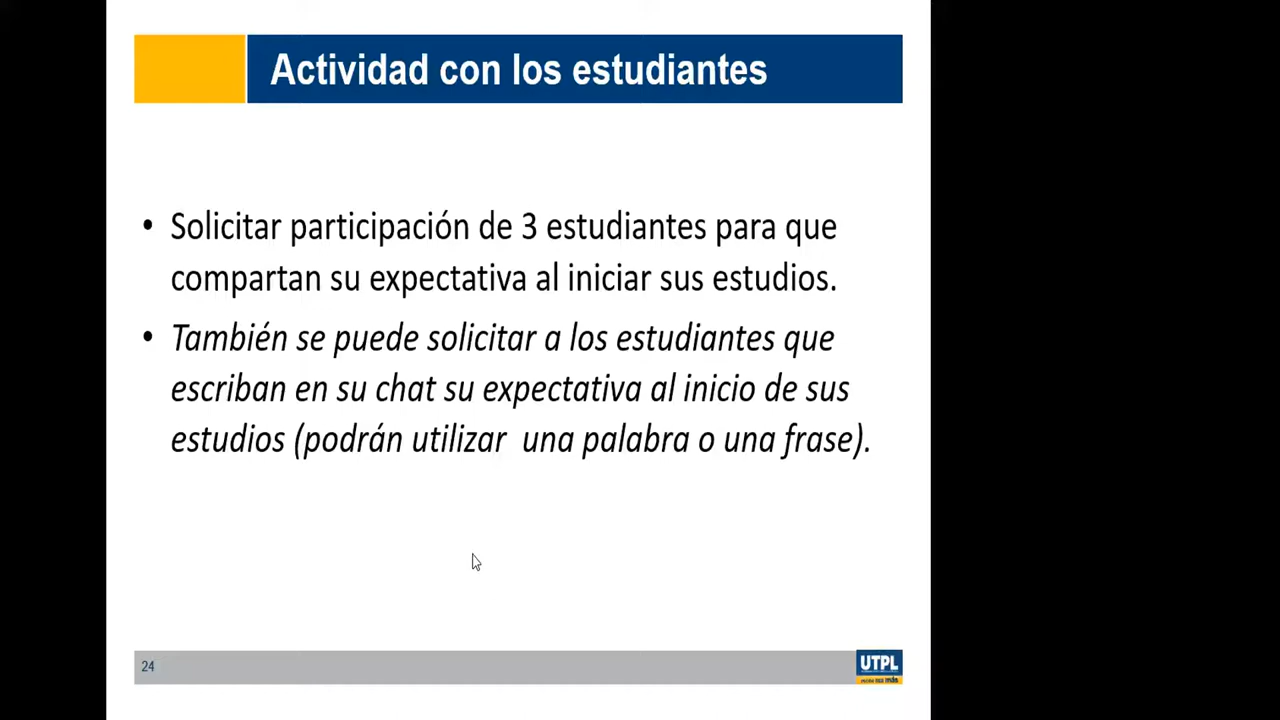 Actividad con los estudiantes
• Solicitar participación de 3 estudiantes para que
compartan su expectativa al iniciar sus estudios.
• También se puede solicitar a los estudiantes que
escriban en su chat su expectativa al inicio de sus
estudios (podrán utilizar  una palabra o una frase).
24
UTPL